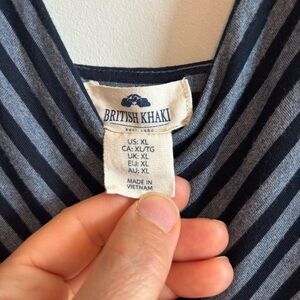 BRITISH KHAKI
US: XL
CA: XL/TG
UK: XL
EU: XL
AU: XL
MADE IN
VIETNAM